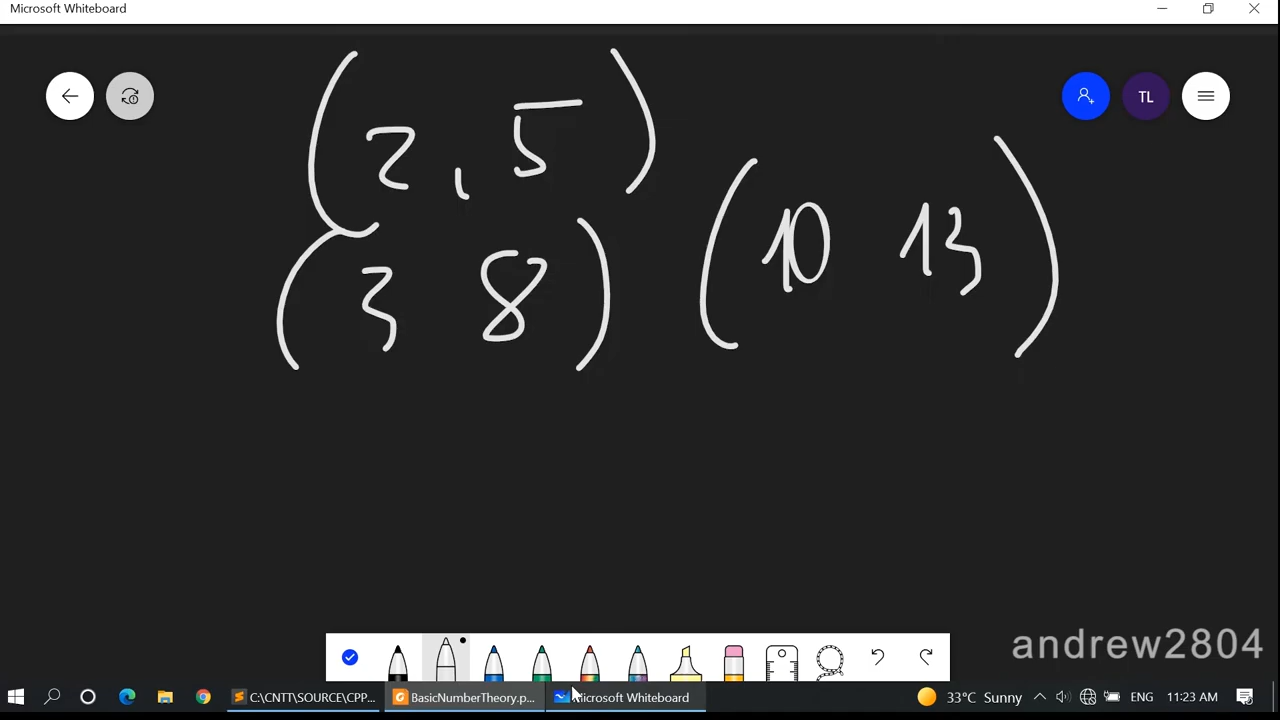 Microsoft Whiteboard
TL
(2, 5)
(3 8)
(10 13)
andrew2804
C:\CNTT\SOURCE\CPP...
BasicNumberTheory.p...
Microsoft Whiteboard
33°C Sunny
ENG
11:23 AM